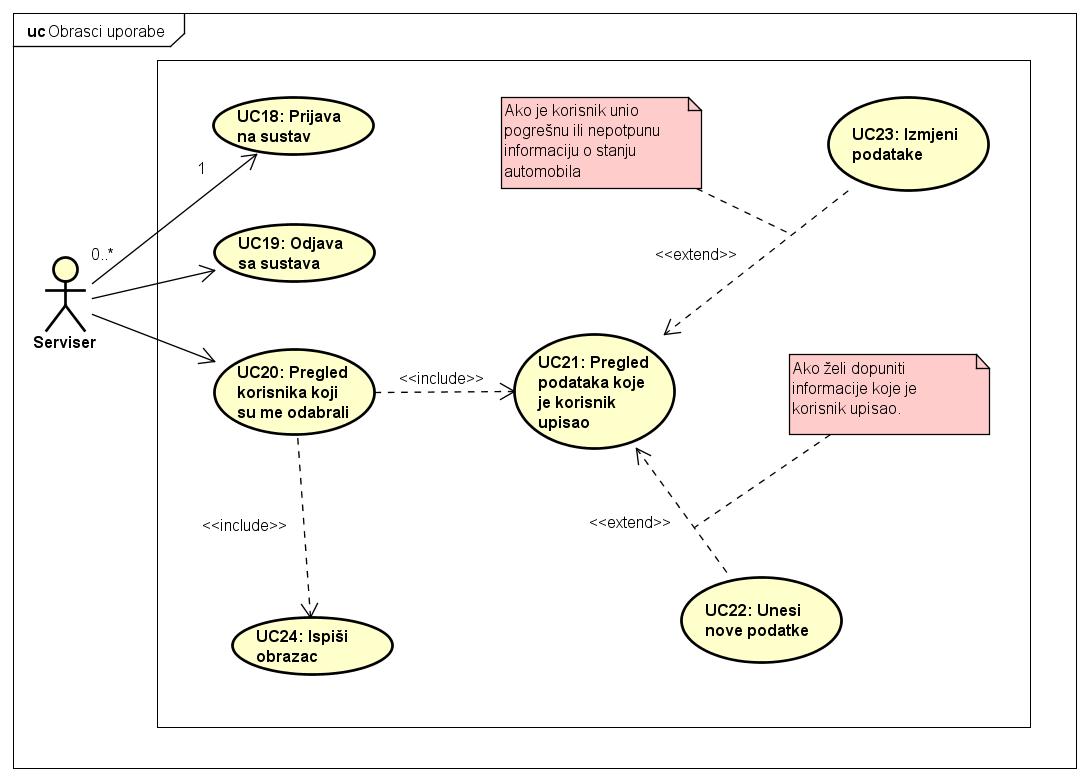 uc Obrasci uporabe
UC18: Prijava
na sustav
Ako je korisnik unio
pogrešnu ili nepotpunu
informaciju o stanju
automobila
UC23: Izmjeni
podatake
1
0..*
UC19: Odjava
sa sustava
<<extend>>
Serviser
UC20: Pregled
korisnika koji
su me odabrali
<<include>>
UC21: Pregled
podataka koje
je korisnik
upisao
Ako želi dopuniti
informacije koje je
korisnik upisao.
<<include>>
<<extend>>
UC24: Ispiši
obrazac
UC22: Unesi
nove podatke